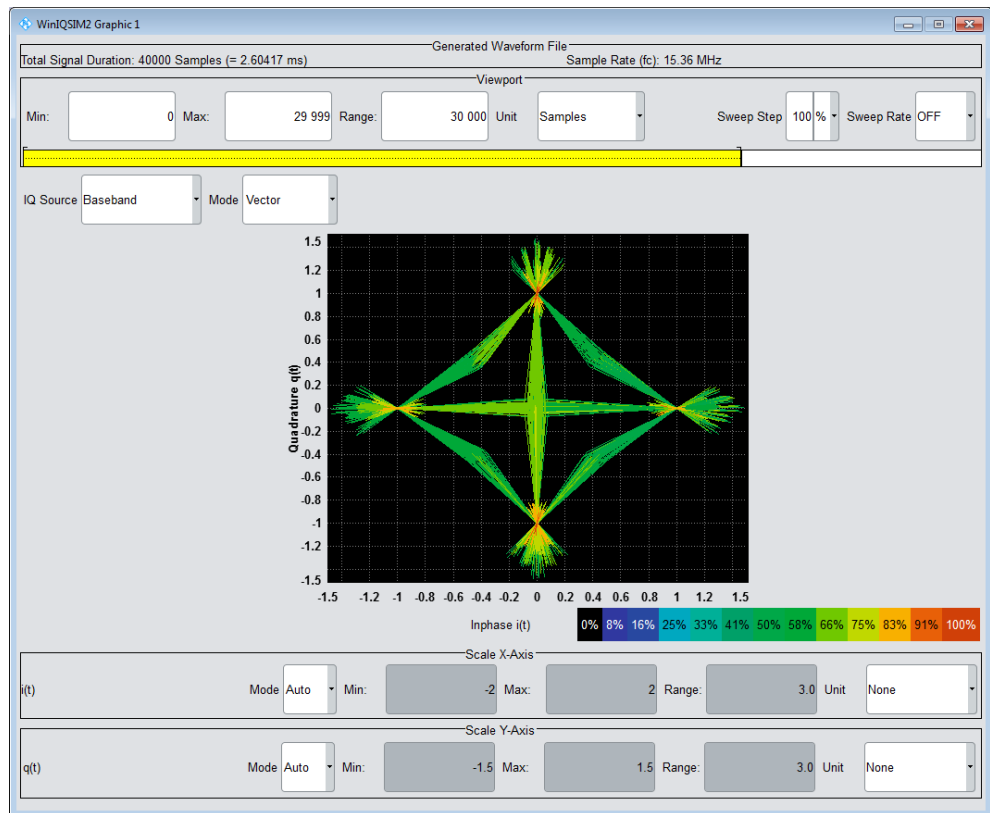 WinIQSIM2 Graphic 1
Generated Waveform File
Total Signal Duration: 40000 Samples (= 2.60417 ms) Sample Rate (fc): 15.36 MHz
Viewport
Min: 0 Max: 29 999 Range: 30 000 Unit Samples Sweep Step 100 % Sweep Rate OFF
IQ Source Baseband Mode Vector
1.5
1.2
1
0.8
0.6
0.4
0.2
0
-0.2
-0.4
-0.6
-0.8
-1
-1.2
-1.5
Quadrature q(t)
-1.5 -1.2 -1 -0.8 -0.6 -0.4 -0.2 0 0.2 0.4 0.6 0.8 1 1.2 1.5
Inphase i(t) 0% 8% 16% 25% 33% 41% 50% 58% 66% 75% 83% 91% 100%
Scale X-Axis
i(t) Mode Auto Min: -2 Max: 2 Range: 3.0 Unit None
Scale Y-Axis
q(t) Mode Auto Min: -1.5 Max: 1.5 Range: 3.0 Unit None